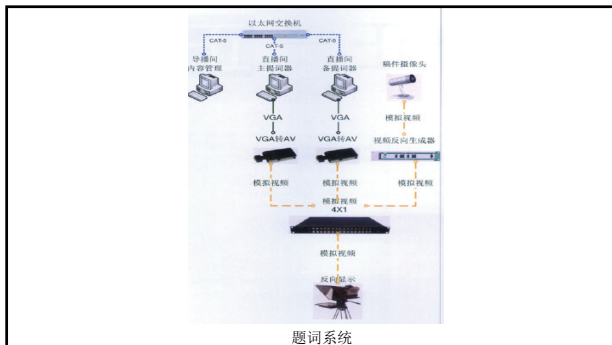 以太网交换机
CAT-5 CAT-5 CAT-5
导播间 直播间 直播间
内容管理 主提词器 备提词器 稿件摄像头
VGA VGA 模拟视频
VGA转AV VGA转AV 视频反向生成器
模拟视频 模拟视频 模拟视频
模拟视频
4X1
模拟视频
反向显示
题词系统